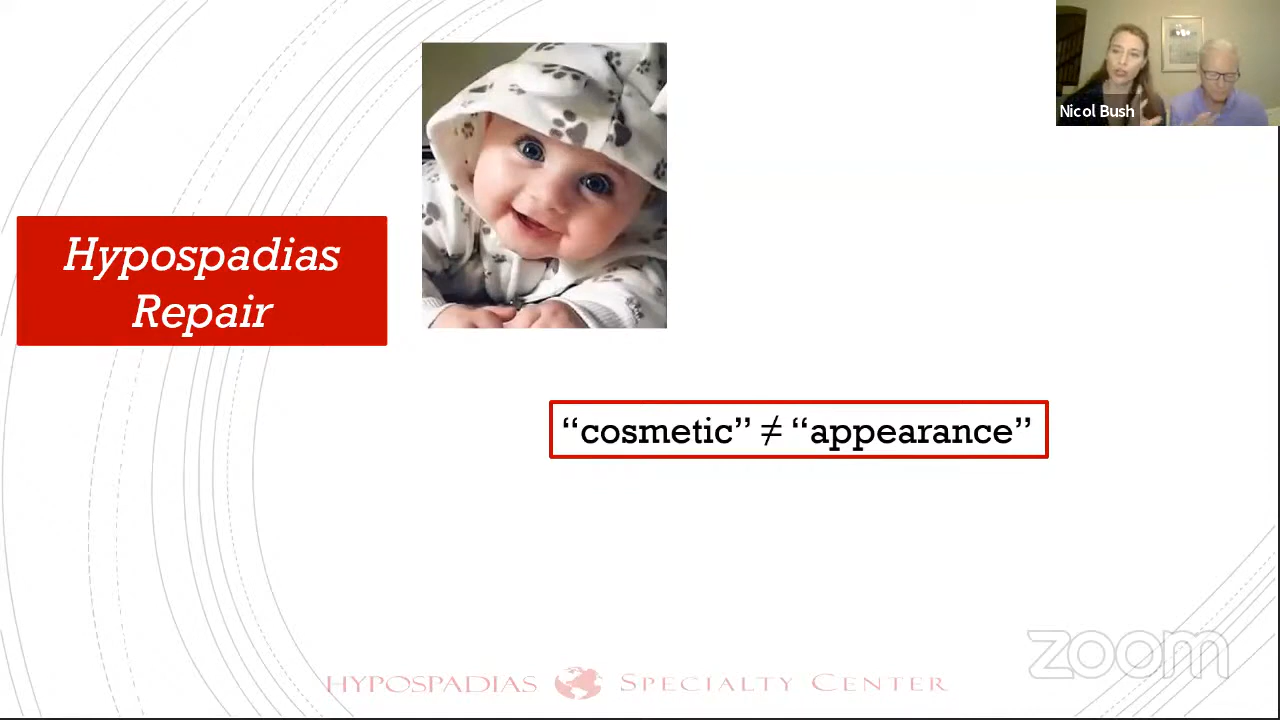 Nicol Bush
Hypospadias
Repair
“cosmetic” ≠ “appearance”
zoom
HYPOSPADIAS SPECIALTY CENTER